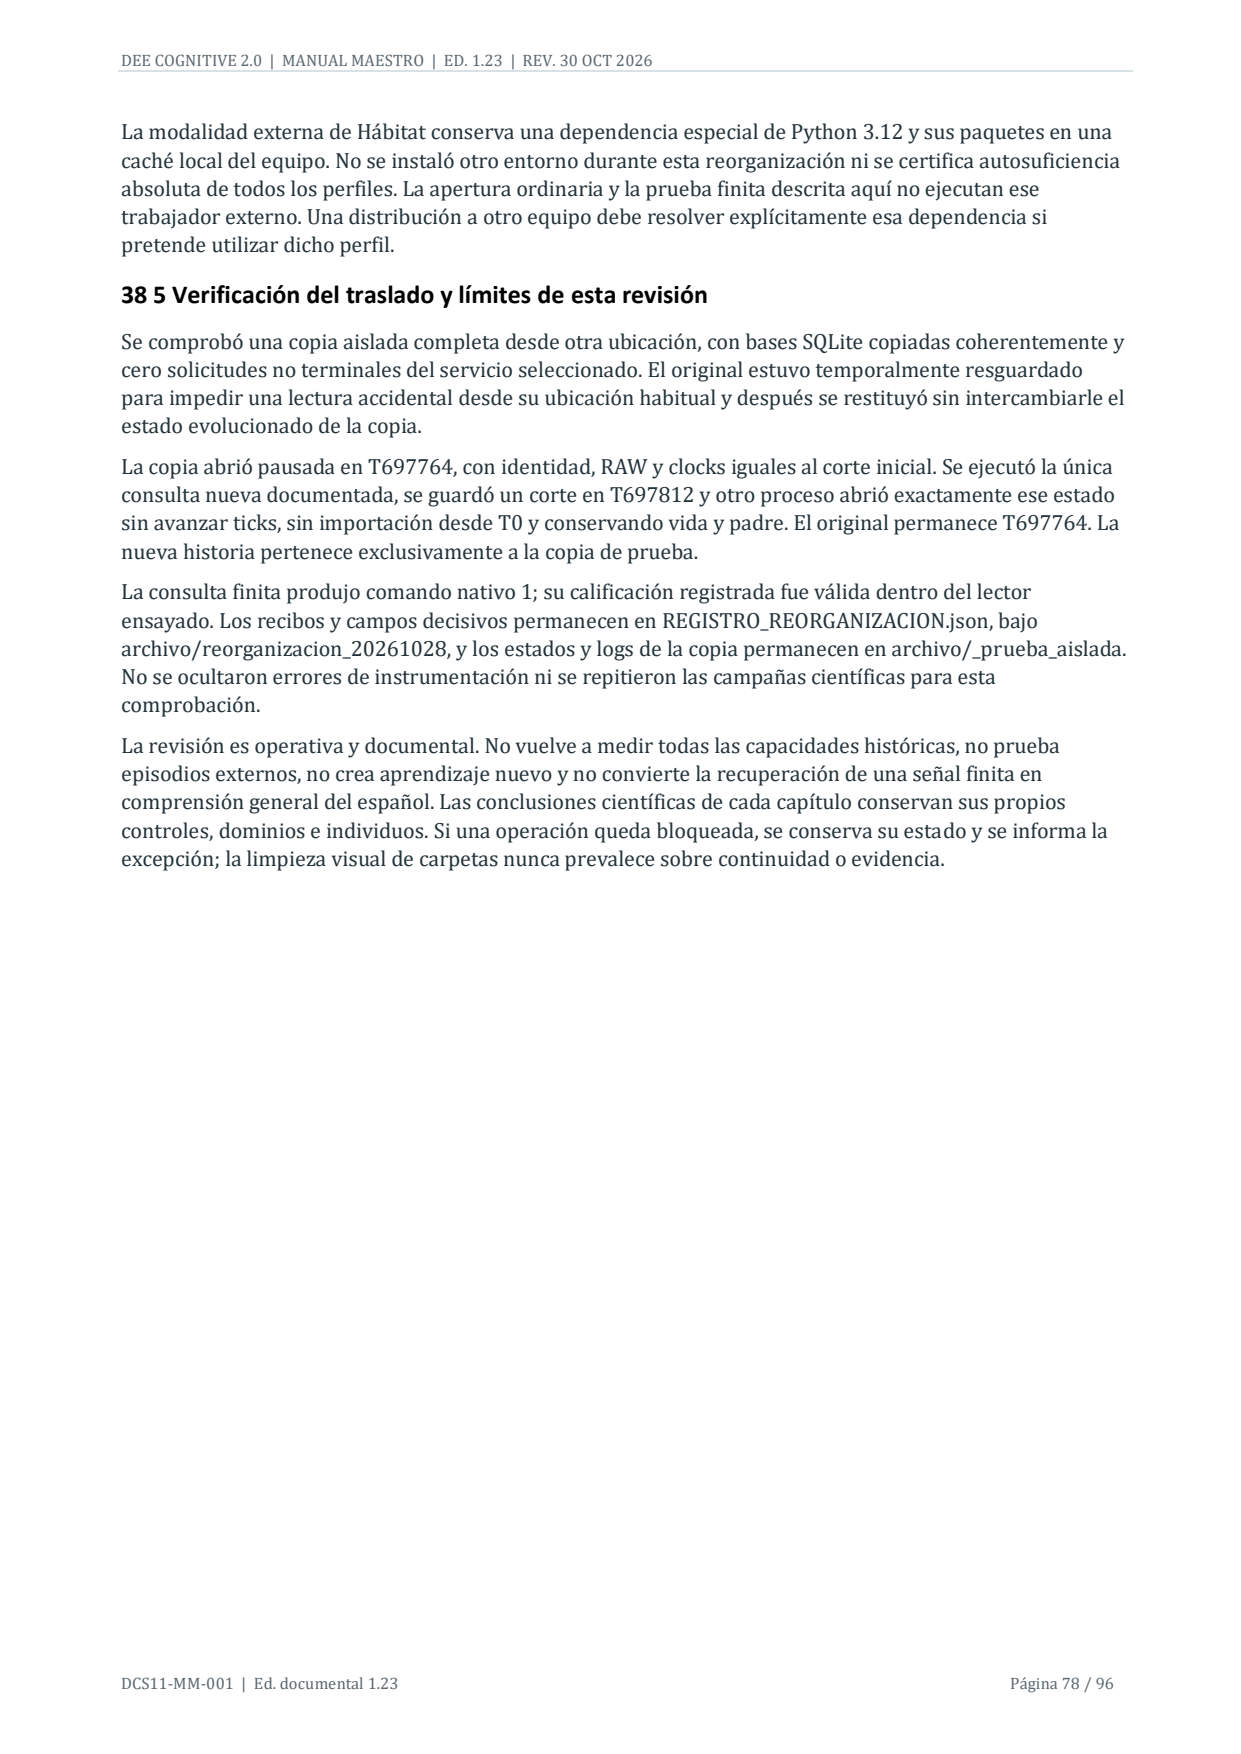 DEE COGNITIVE 2.0 | MANUAL MAESTRO | ED. 1.23 | REV. 30 OCT 2026
La modalidad externa de Hábitat conserva una dependencia especial de Python 3.12 y sus paquetes en una
caché local del equipo. No se instaló otro entorno durante esta reorganización ni se certifica autosuficiencia
absoluta de todos los perfiles. La apertura ordinaria y la prueba finita descrita aquí no ejecutan ese
trabajador externo. Una distribución a otro equipo debe resolver explícitamente esa dependencia si
pretende utilizar dicho perfil.
38 5 Verificación del traslado y límites de esta revisión
Se comprobó una copia aislada completa desde otra ubicación, con bases SQLite copiadas coherentemente y
cero solicitudes no terminales del servicio seleccionado. El original estuvo temporalmente resguardado
para impedir una lectura accidental desde su ubicación habitual y después se restituyó sin intercambiarle el
estado evolucionado de la copia.
La copia abrió pausada en T697764, con identidad, RAW y clocks iguales al corte inicial. Se ejecutó la única
consulta nueva documentada, se guardó un corte en T697812 y otro proceso abrió exactamente ese estado
sin avanzar ticks, sin importación desde T0 y conservando vida y padre. El original permanece T697764. La
nueva historia pertenece exclusivamente a la copia de prueba.
La consulta finita produjo comando nativo 1; su calificación registrada fue válida dentro del lector
ensayado. Los recibos y campos decisivos permanecen en REGISTRO_REORGANIZACION.json, bajo
archivo/reorganizacion_20261028, y los estados y logs de la copia permanecen en archivo/_prueba_aislada.
No se ocultaron errores de instrumentación ni se repitieron las campañas científicas para esta
comprobación.
La revisión es operativa y documental. No vuelve a medir todas las capacidades históricas, no prueba
episodios externos, no crea aprendizaje nuevo y no convierte la recuperación de una señal finita en
comprensión general del español. Las conclusiones científicas de cada capítulo conservan sus propios
controles, dominios e individuos. Si una operación queda bloqueada, se conserva su estado y se informa la
excepción; la limpieza visual de carpetas nunca prevalece sobre continuidad o evidencia.
DCS11-MM-001 | Ed. documental 1.23
Página 78 / 96